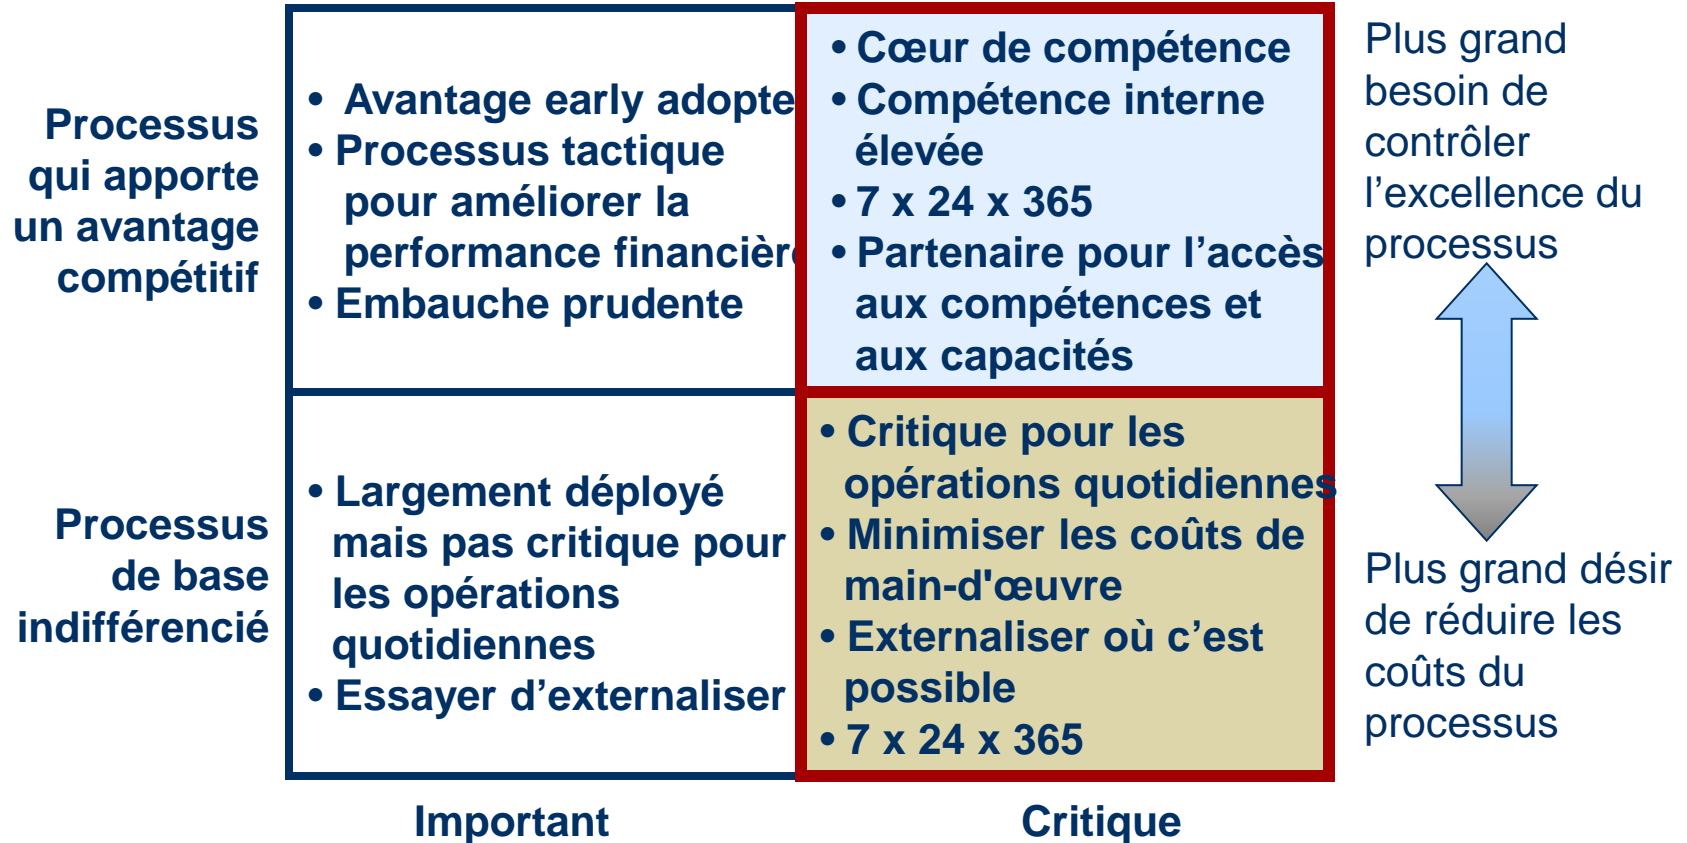 Processus
qui apporte
un avantage
compétitif
• Avantage early adopte
• Processus tactique
pour améliorer la
performance financière
• Embauche prudente
• Cœur de compétence
• Compétence interne
élevée
• 7 x 24 x 365
• Partenaire pour l’accès
aux compétences et
aux capacités
Plus grand
besoin de
contrôler
l’excellence du
processus
Processus
de base
indifférencié
• Largement déployé
mais pas critique pour
les opérations
quotidiennes
• Essayer d’externaliser
• Critique pour les
opérations quotidiennes
• Minimiser les coûts de
main-d'œuvre
• Externaliser où c’est
possible
• 7 x 24 x 365
Plus grand désir
de réduire les
coûts du
processus
Important
Critique